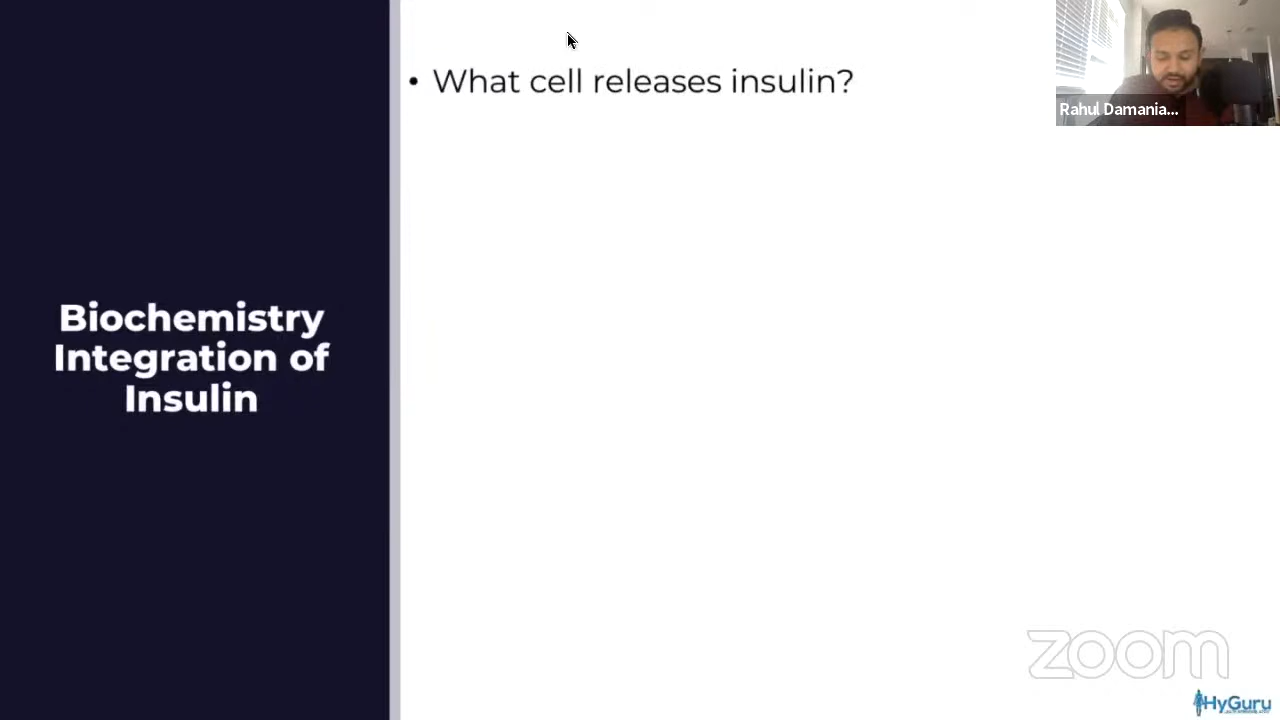 • What cell releases insulin?
Rahul Damania...
Biochemistry
Integration of
Insulin
zoom
HyGuru